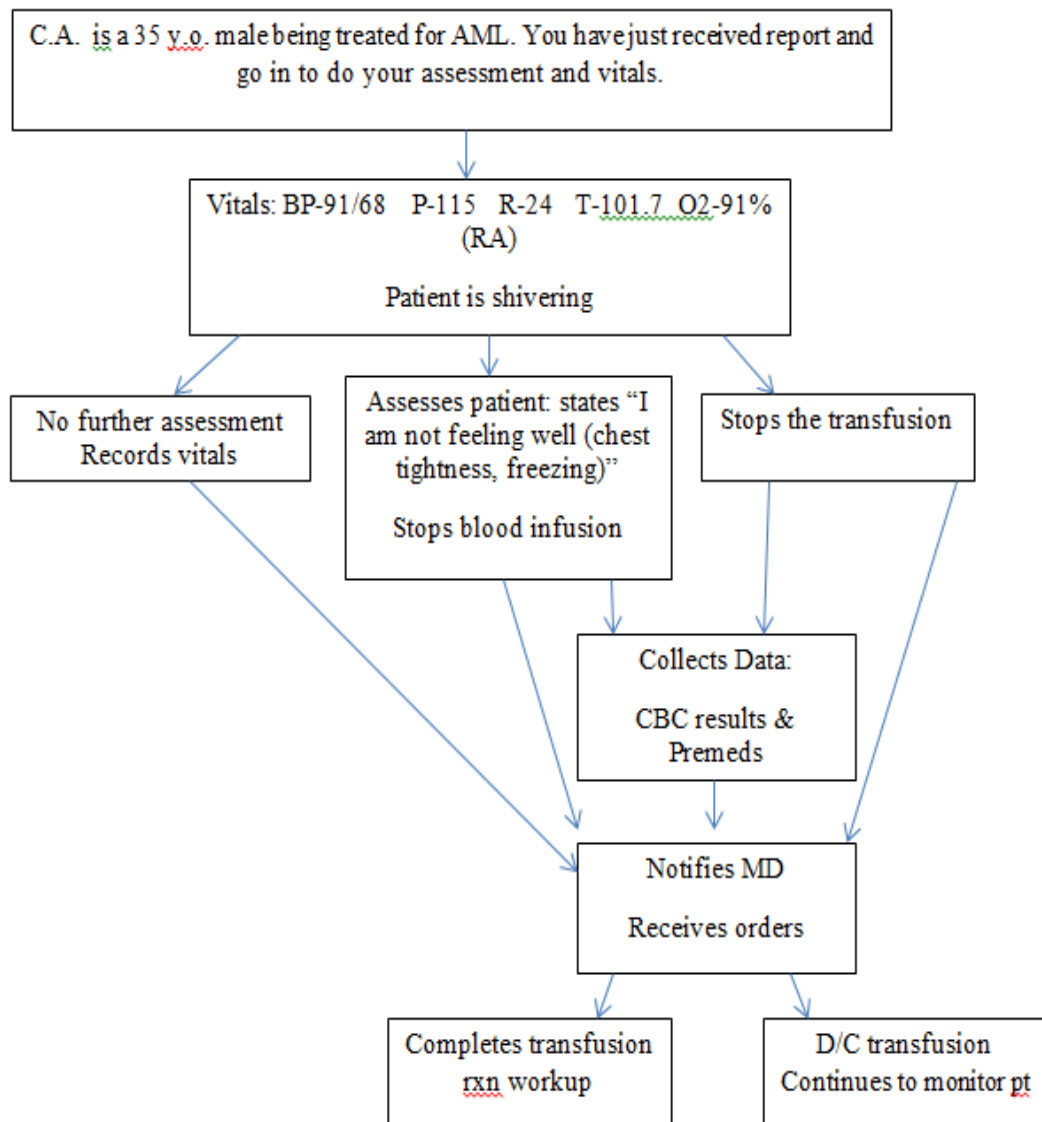 C.A. is a 35 y.o. male being treated for AML. You have just received report and
go in to do your assessment and vitals.
Vitals: BP-91/68 P-115 R-24 T-101.7 O2-91%
(RA)
Patient is shivering
No further assessment
Records vitals
Assesses patient: states “I
am not feeling well (chest
tightness, freezing)”
Stops blood infusion
Stops the transfusion
Collects Data:
CBC results &
Premeds
Notifies MD
Receives orders
Completes transfusion
rxn workup
D/C transfusion
Continues to monitor pt